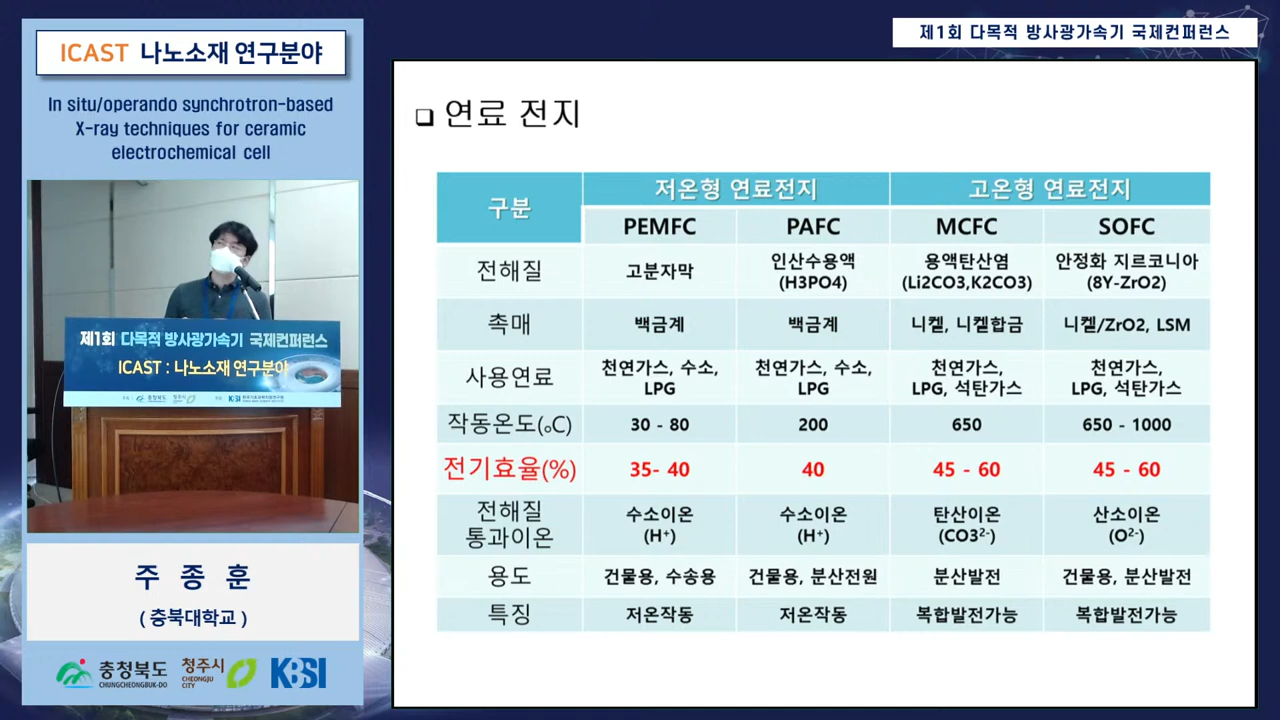 ICAST 나노소재 연구분야
In situ/operando synchrotron-based
X-ray techniques for ceramic
electrochemical cell
제1회 다목적 방사광가속기 국제컨퍼런스
ICAST : 나노소재 연구분야
충청북도 청주시 KBSI
주 종 훈
( 충북대학교 )
충청북도
CHUNGCHEONGBUK-DO
청주시
CHEONGJU
CITY
KBSI
제1회 다목적 방사광가속기 국제컨퍼런스
❑ 연료 전지
구분 저온형 연료전지 고온형 연료전지
PEMFC PAFC MCFC SOFC
전해질 고분자막 인산수용액 (H3PO4) 용액탄산염 (Li2CO3,K2CO3) 안정화 지르코니아 (8Y-ZrO2)
촉매 백금계 백금계 니켈, 니켈합금 니켈/ZrO2, LSM
사용연료 천연가스, 수소, LPG 천연가스, 수소, LPG 천연가스, LPG, 석탄가스 천연가스, LPG, 석탄가스
작동온도(oC) 30 - 80 200 650 650 - 1000
전기효율(%) 35- 40 40 45 - 60 45 - 60
전해질 통과이온 수소이온 (H⁺) 수소이온 (H⁺) 탄산이온 (CO3²⁻) 산소이온 (O²⁻)
용도 건물용, 수송용 건물용, 분산전원 분산발전 건물용, 분산발전
특징 저온작동 저온작동 복합발전가능 복합발전가능